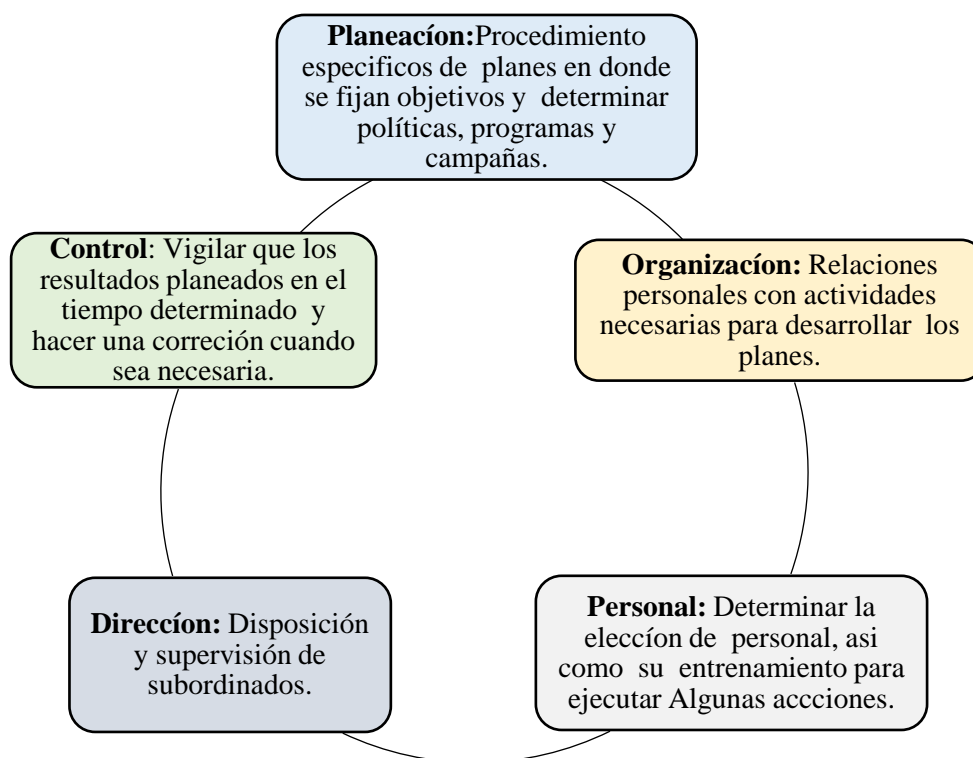 Planeacíon:Procedimiento
especificos de planes en donde
se fijan objetivos y determinar
políticas, programas y
campañas.
Organizacíon: Relaciones
personales con actividades
necesarias para desarrollar los
planes.
Personal: Determinar la
eleccíon de personal, asi
como su entrenamiento para
ejecutar Algunas accciones.
Direccíon: Disposición
y supervisión de
subordinados.
Control: Vigilar que los
resultados planeados en el
tiempo determinado y
hacer una correción cuando
sea necesaria.